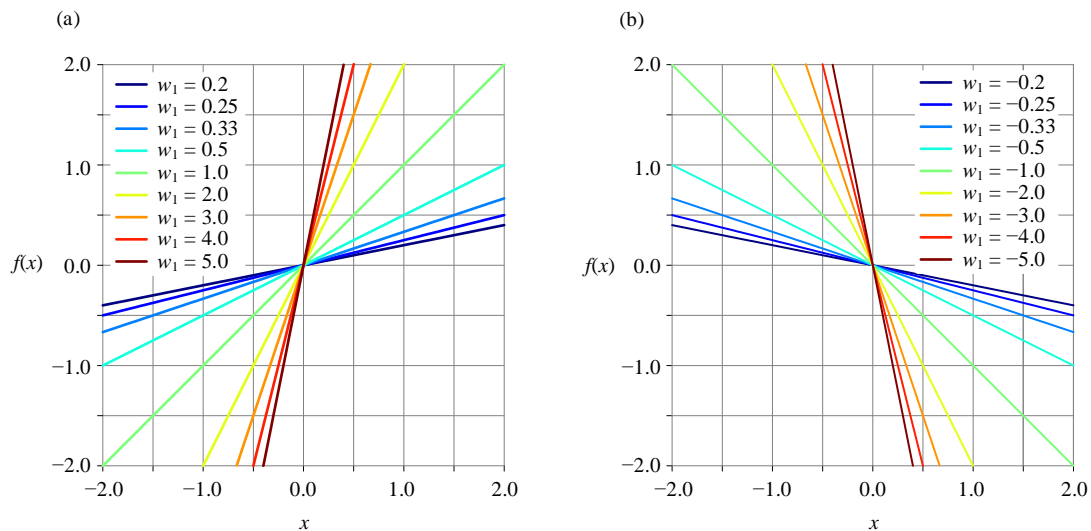 (a)
2.0
w1 = 0.2
w1 = 0.25
w1 = 0.33
w1 = 0.5
w1 = 1.0
w1 = 2.0
w1 = 3.0
w1 = 4.0
w1 = 5.0
1.0
f(x)
0.0
−1.0
−2.0
−2.0 −1.0 0.0 1.0 2.0
x
(b)
2.0
w1 = −0.2
w1 = −0.25
w1 = −0.33
w1 = −0.5
w1 = −1.0
w1 = −2.0
w1 = −3.0
w1 = −4.0
w1 = −5.0
1.0
f(x)
0.0
−1.0
−2.0
−2.0 −1.0 0.0 1.0 2.0
x